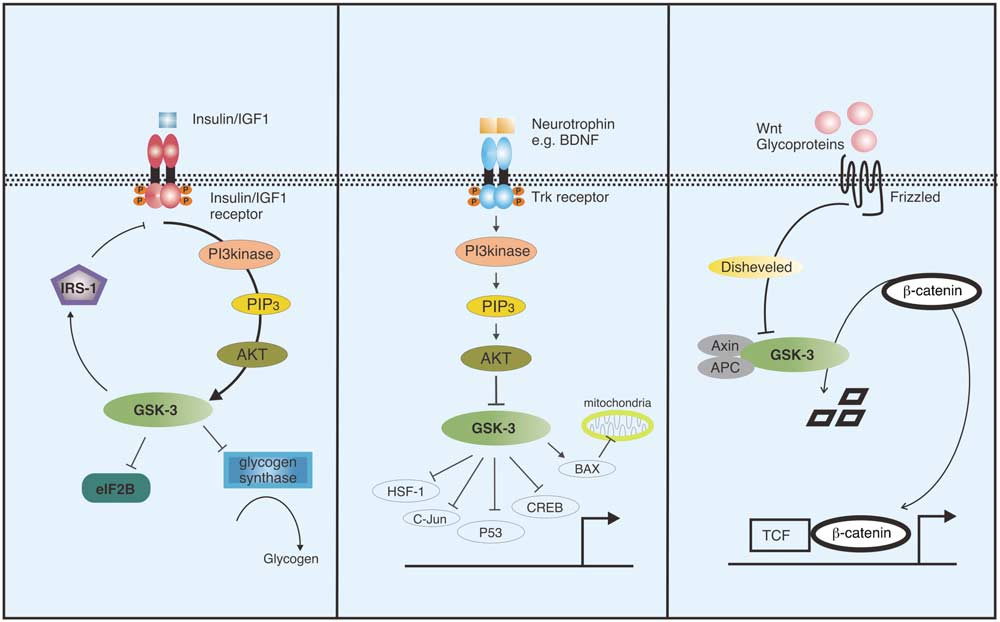 Insulin/IGF1
P
P
P
P
Insulin/IGF1
receptor
PI3kinase
IRS-1
PIP3
AKT
GSK-3
eIF2B
glycogen
synthase
Glycogen
Neurotrophin
e.g. BDNF
P
P
P
P
Trk receptor
PI3kinase
PIP3
AKT
mitochondria
GSK-3
BAX
HSF-1
CREB
C-Jun
P53
Wnt
Glycoproteins
Frizzled
Disheveled
β-catenin
Axin
GSK-3
APC
TCF
β-catenin